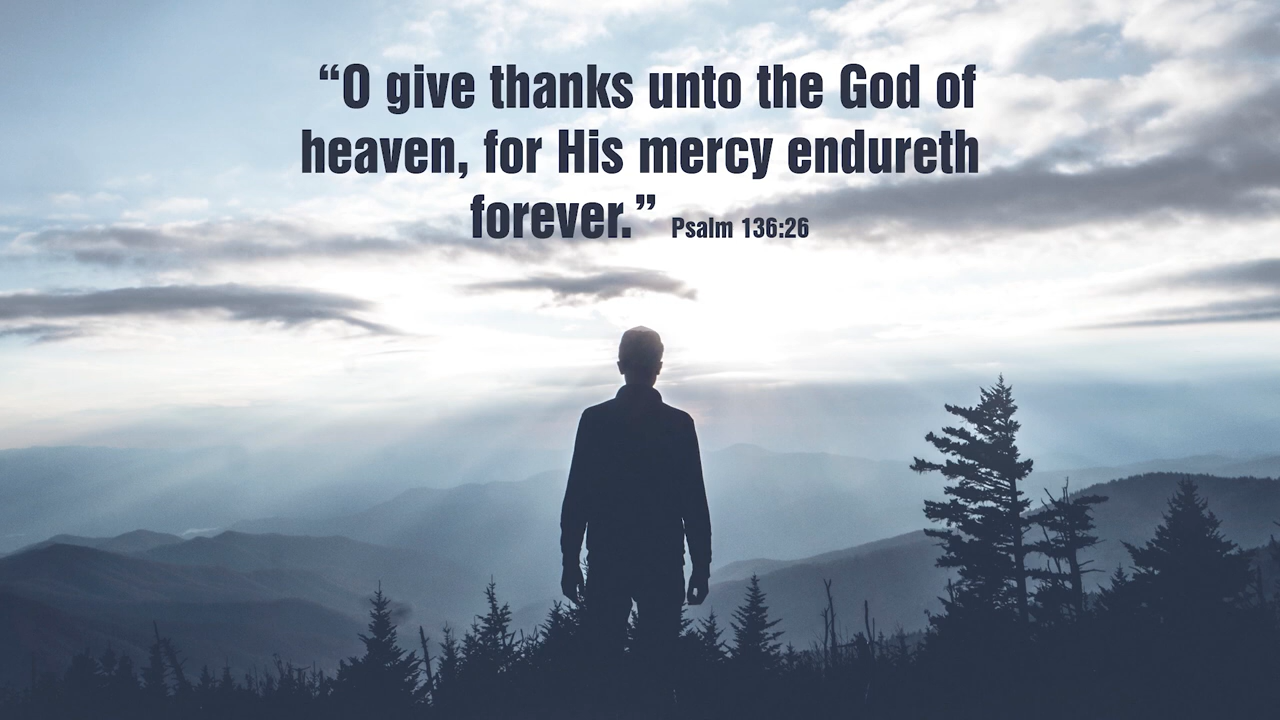 “O give thanks unto the God of
heaven, for His mercy endureth
forever.” Psalm 136:26